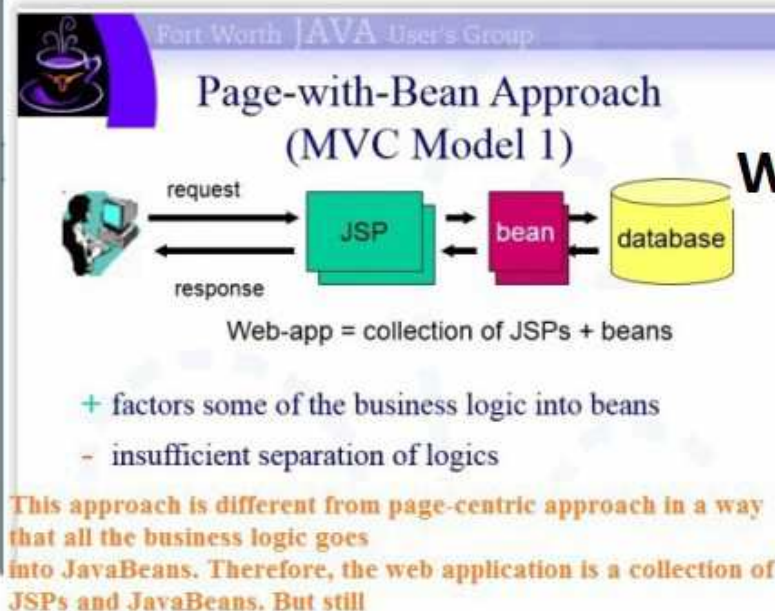 Fort Worth JAVA User's Group
Page-with-Bean Approach
(MVC Model 1)
W
request
JSP
bean
database
response
Web-app = collection of JSPs + beans
+ factors some of the business logic into beans
- insufficient separation of logics
This approach is different from page-centric approach in a way
that all the business logic goes
into JavaBeans. Therefore, the web application is a collection of
JSPs and JavaBeans. But still